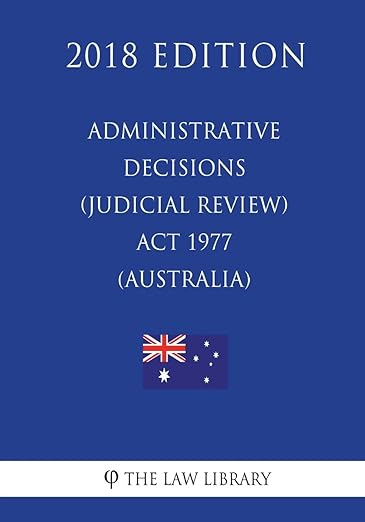 2018 EDITION
ADMINISTRATIVE
DECISIONS
(JUDICIAL REVIEW)
ACT 1977
(AUSTRALIA)
φ THE LAW LIBRARY